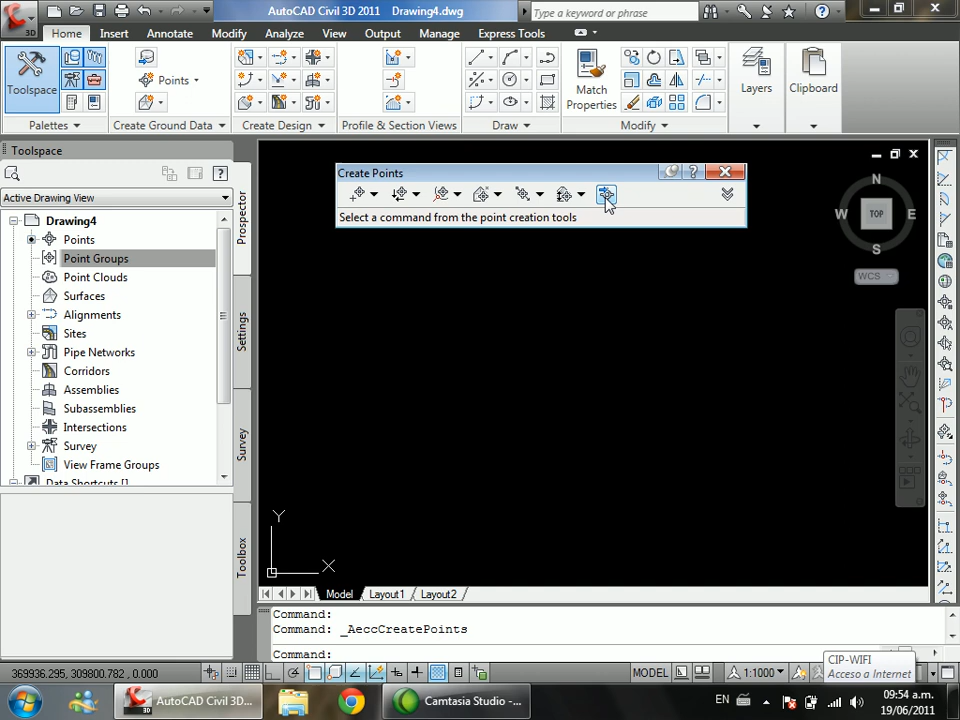 AutoCAD Civil 3D 2011 Drawing4.dwg
Type a keyword or phrase
3D
Home Insert Annotate Modify Analyze View Output Manage Express Tools
Toolspace
Points
Match
Properties
Layers
Clipboard
Palettes Create Ground Data Create Design Profile & Section Views Draw Modify
Toolspace
Active Drawing View
Drawing4
Points
Point Groups
Point Clouds
Surfaces
Alignments
Sites
Pipe Networks
Corridors
Assemblies
Subassemblies
Intersections
Survey
View Frame Groups
Data Shortcuts []
Prospector
Settings
Survey
Toolbox
Create Points
Select a command from the point creation tools
N
W TOP E
S
WCS
Y
X
Model Layout1 Layout2
Command:
Command: _AeccCreatePoints
Command:
369936.295, 309800.782, 0.000
MODEL
1:1000
CIP-WIFI
Acceso a Internet
AutoCAD Civil 3D...
Camtasia Studio -...
EN
09:54 a.m.
19/06/2011